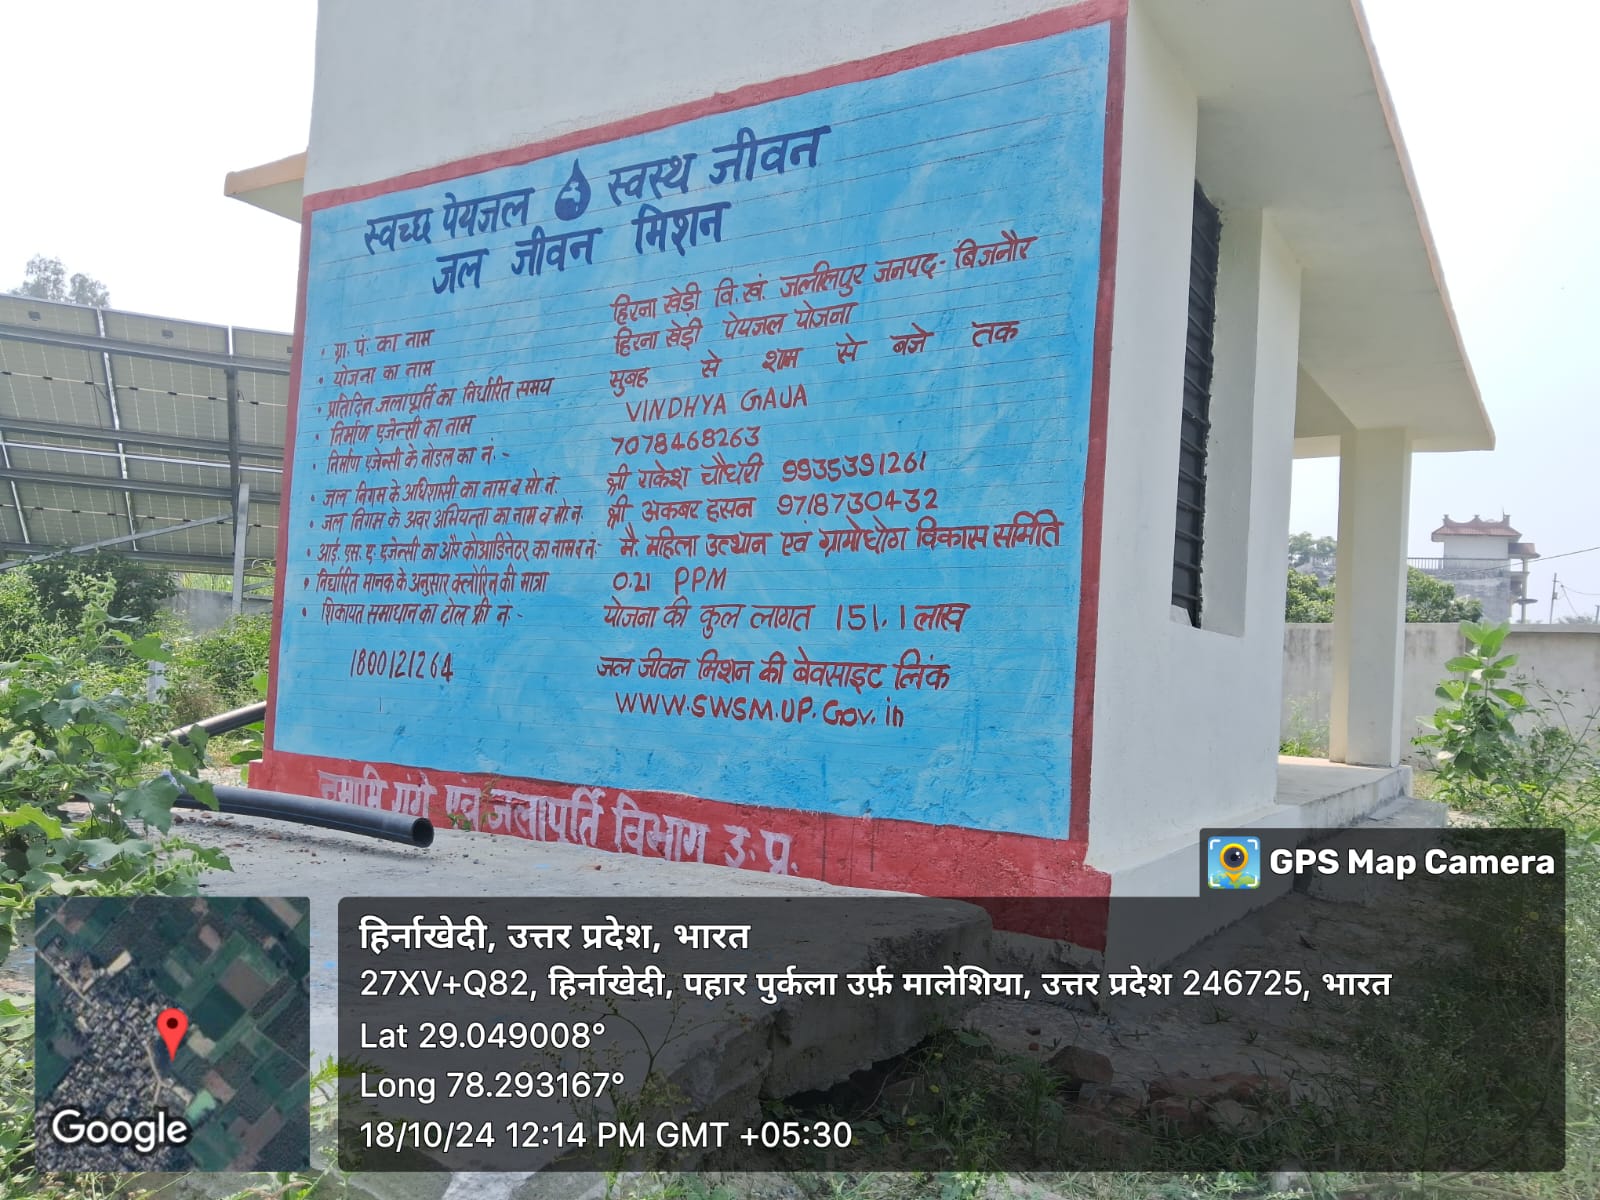 स्वच्छ पेयजल स्वस्थ जीवन
जल जीवन मिशन
• ग्रा. पं. का नाम हिरना खेड़ी वि.खं. जलीलपुर जनपद- बिजनौर
• योजना का नाम हिरना खेड़ी पेयजल योजना
• प्रतिदिन जलापूर्ति का निर्धारित समय सुबह से शाम से बजे तक
• निर्माण एजेन्सी का नाम VINDHYA GAJA
• निर्माण एजेन्सी के नोडल का नं. - 7078468263
• जल निगम के अधिशासी का नाम व मो. नं. श्री राकेश चौधरी 9935391261
• जल निगम के अवर अभियन्ता का नाम व मो. नं. श्री अकबर हसन 9718730432
• आई. एस. ए. एजेन्सी का और कोआडिनेटर का नाम व नं. मै. महिला उत्थान एवं ग्रामोधोग विकास समिति
• निर्धारित मानक के अनुसार क्लोरिन की मात्रा 0.21 PPM
• शिकायत समाधान का टोल फ्री नं. - योजना की कुल लागत 151.1 लाख
1800121264 जल जीवन मिशन की बेवसाइट लिंक
WWW.SWSM.UP.Gov.in
नमामि गंगे एंव जलापर्ति विभाग उ. प्र.
GPS Map Camera
हिर्नाखेदी, उत्तर प्रदेश, भारत
27XV+Q82, हिर्नाखेदी, पहार पुर्कला उर्फ़ मालेशिया, उत्तर प्रदेश 246725, भारत
Lat 29.049008°
Long 78.293167°
18/10/24 12:14 PM GMT +05:30
Google